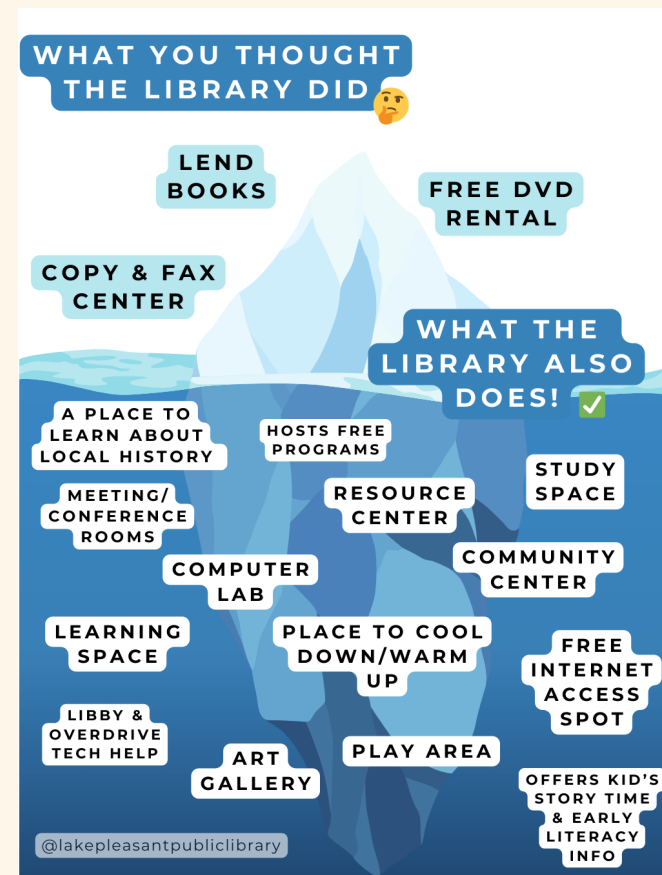 WHAT YOU THOUGHT
THE LIBRARY DID
LEND
BOOKS
FREE DVD
RENTAL
COPY & FAX
CENTER
WHAT THE
LIBRARY ALSO
DOES!
A PLACE TO
LEARN ABOUT
LOCAL HISTORY
HOSTS FREE
PROGRAMS
STUDY
SPACE
MEETING/
CONFERENCE
ROOMS
RESOURCE
CENTER
COMPUTER
LAB
COMMUNITY
CENTER
LEARNING
SPACE
PLACE TO COOL
DOWN/WARM
UP
FREE
INTERNET
ACCESS
SPOT
LIBBY &
OVERDRIVE
TECH HELP
ART
GALLERY
PLAY AREA
OFFERS KID'S
STORY TIME
& EARLY
LITERACY
INFO
@lakepleasantpubliclibrary